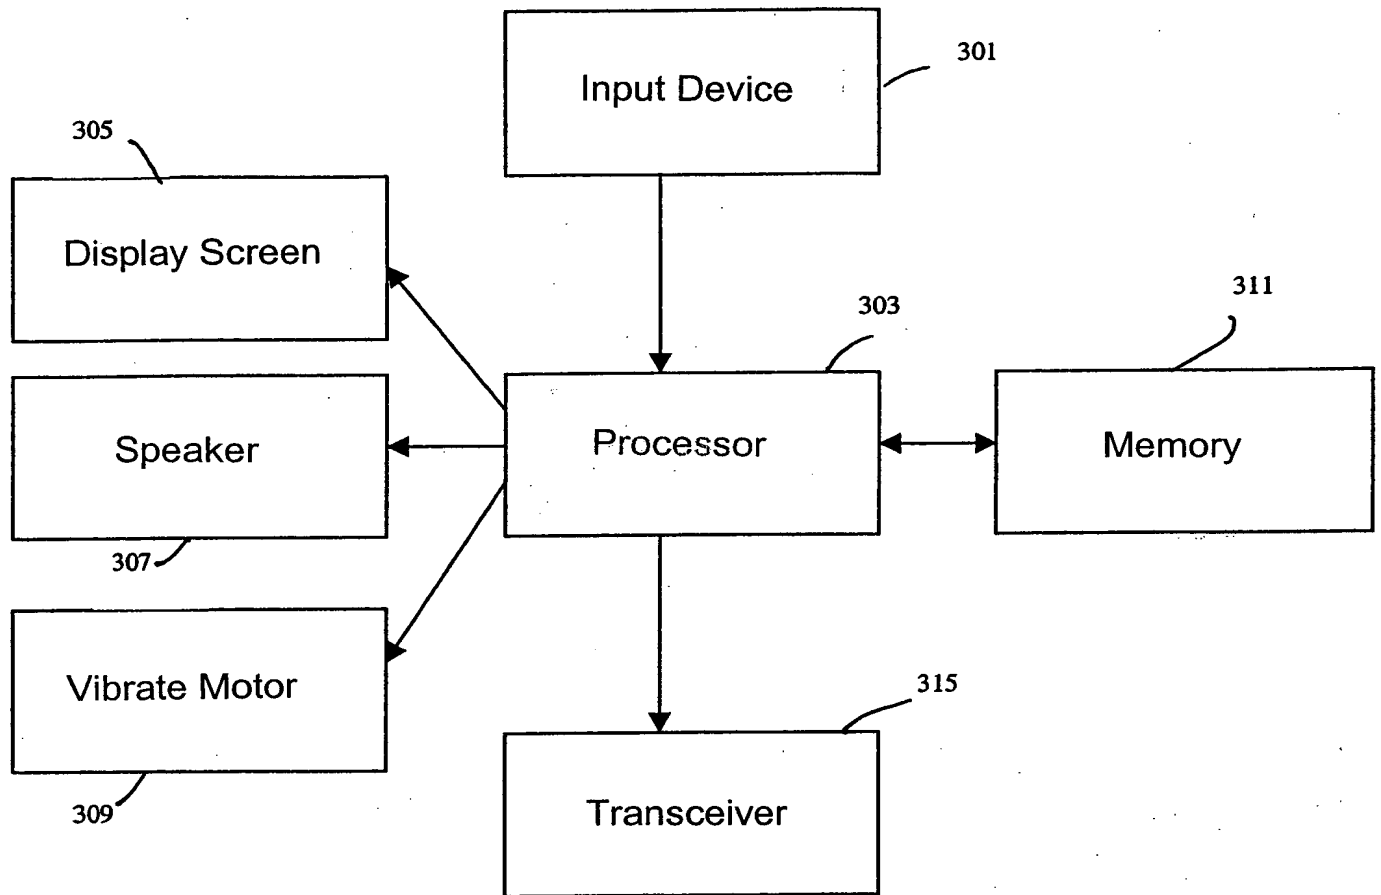 301
Input Device
305
Display Screen
303
311
Speaker
Processor
Memory
307
Vibrate Motor
315
309
Transceiver